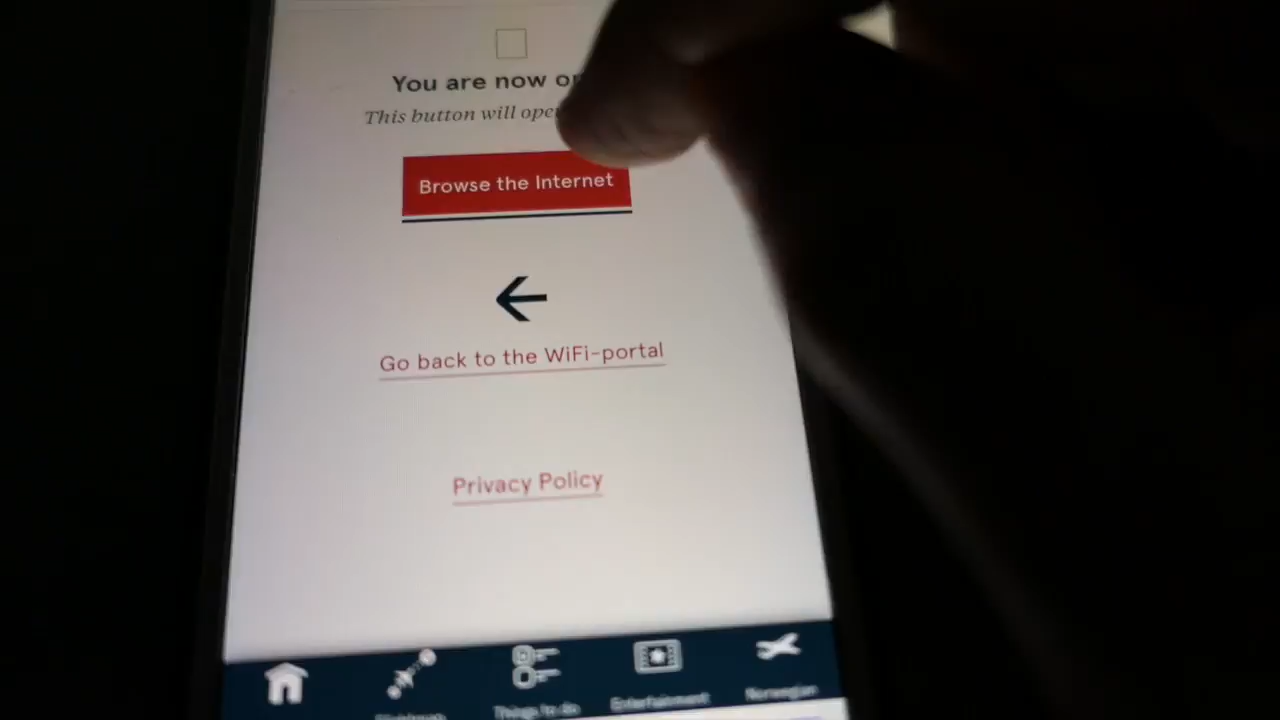 You are now
This button will
Browse the Internet
Go back to the WiFi-portal
Privacy Policy
Things to do
Entertainment
Norwegian